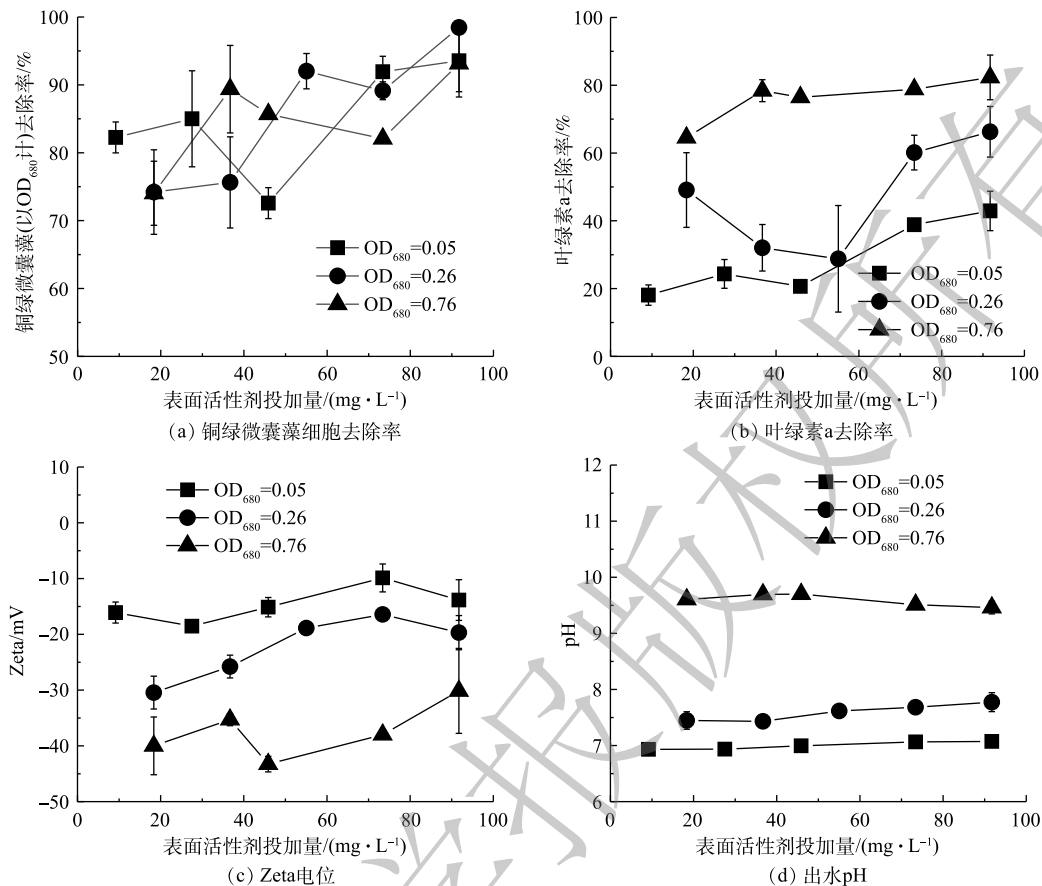 铜绿微囊藻(以OD680计)去除率/%
100
90
80
70
60
50
OD680=0.05
OD680=0.26
OD680=0.76
20
40
60
80
100
表面活性剂投加量/(mg·L−1)
(a) 铜绿微囊藻细胞去除率
叶绿素a去除率/%
100
80
60
40
20
0
OD680=0.05
OD680=0.26
OD680=0.76
0
20
40
60
80
100
表面活性剂投加量/(mg·L−1)
(b) 叶绿素a去除率
Zeta/mV
10
0
−10
−20
−30
−40
−50
OD680=0.05
OD680=0.26
OD680=0.76
0
20
40
60
80
100
表面活性剂投加量/(mg·L−1)
(c) Zeta电位
pH
12
11
10
9
8
7
6
OD680=0.05
OD680=0.26
OD680=0.76
0
20
40
60
80
100
表面活性剂投加量/(mg·L−1)
(d) 出水pH
学报版权所有